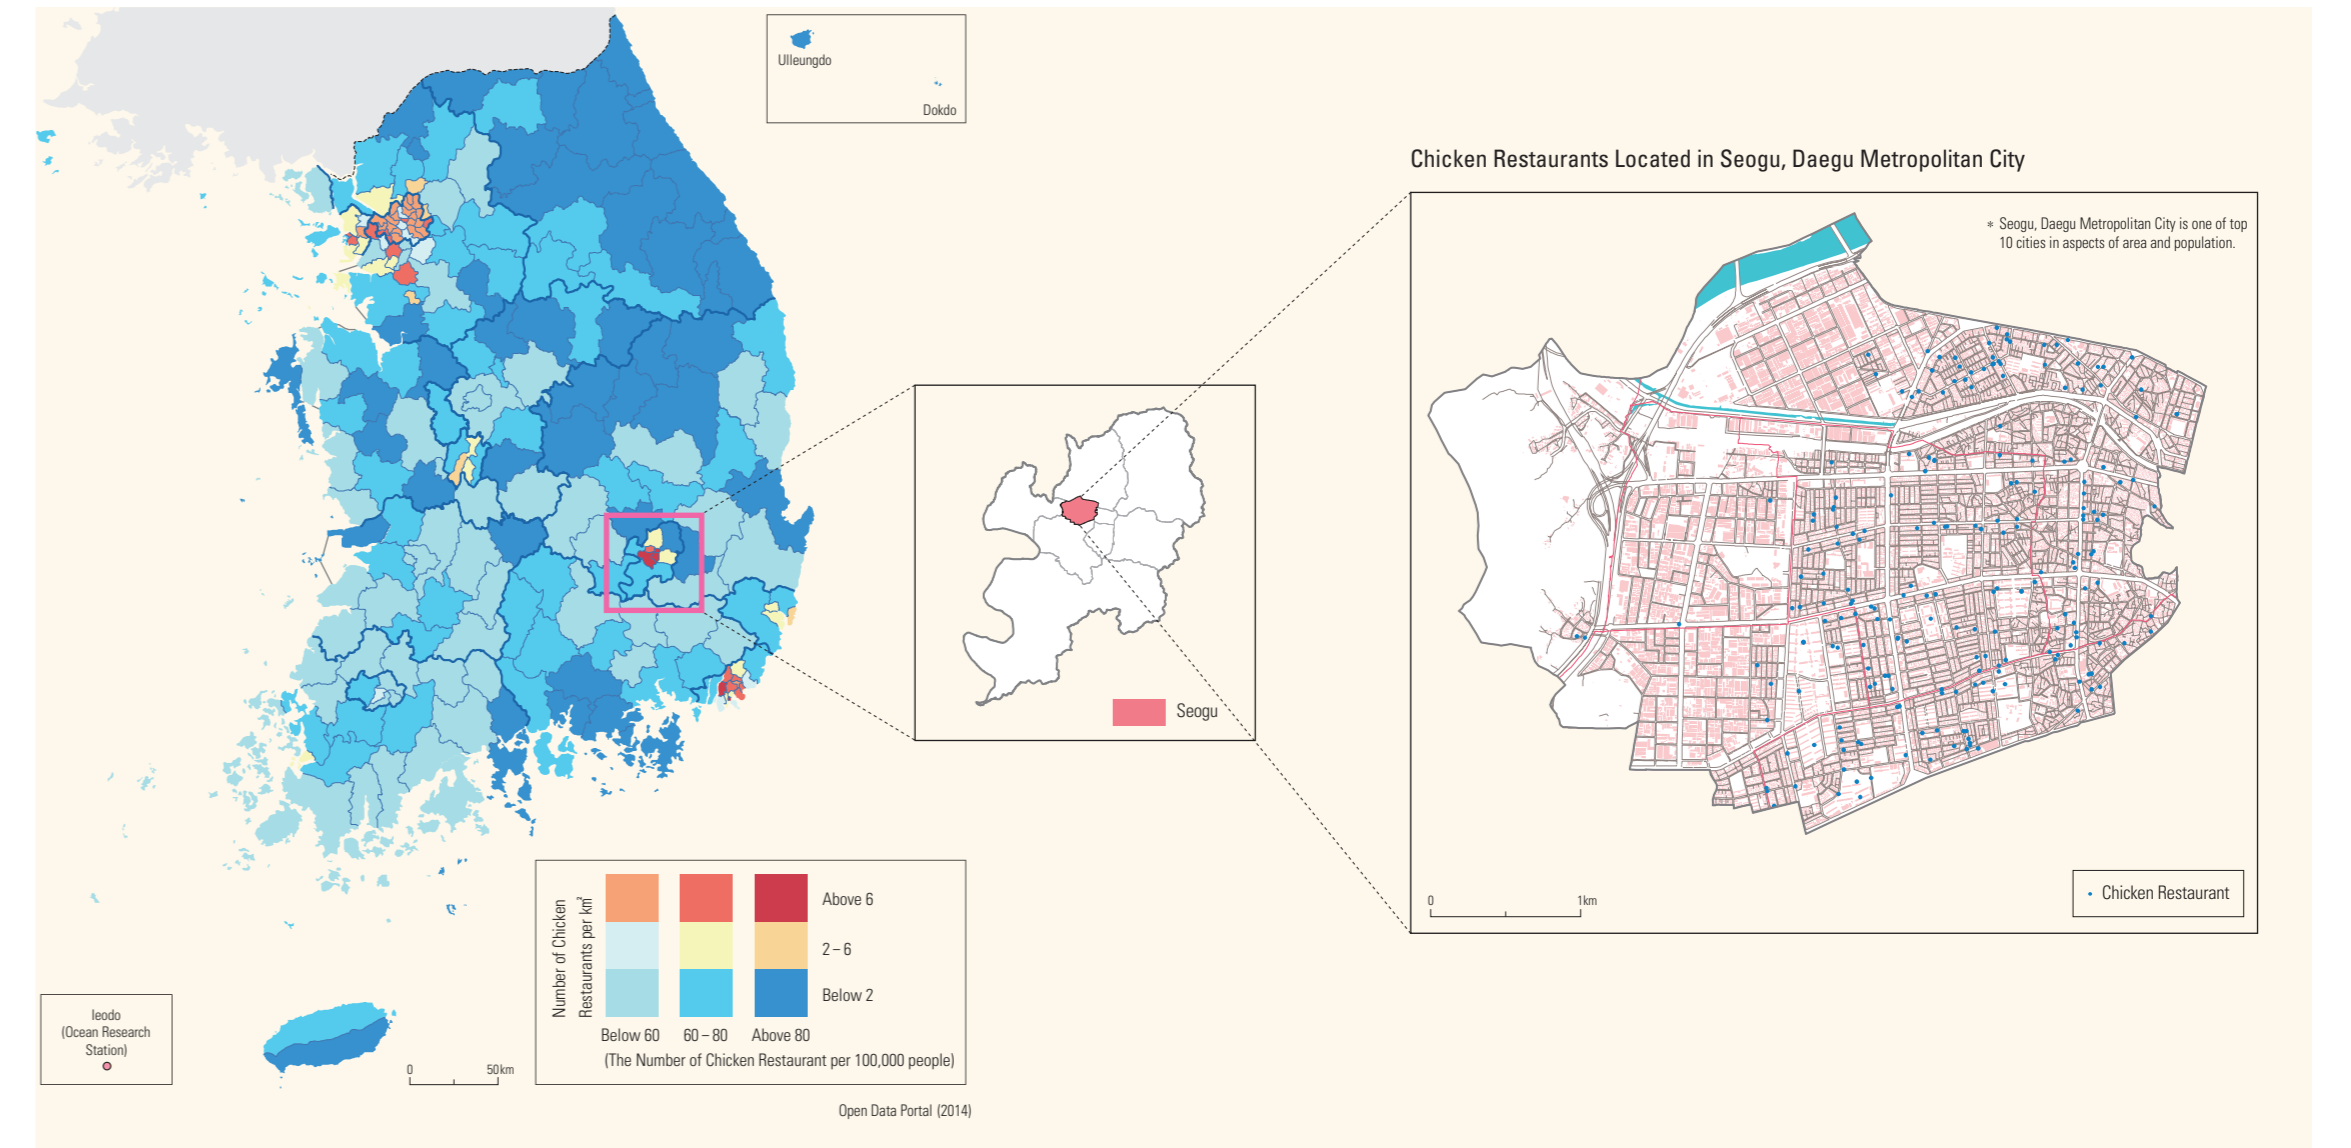 Ulleungdo
Dokdo
Chicken Restaurants Located in Seogu, Daegu Metropolitan City
* Seogu, Daegu Metropolitan City is one of top
10 cities in aspects of area and population.
Seogu
0 1km
Chicken Restaurant
Number of Chicken
Restaurants per km²
Above 6
2 – 6
Below 2
Below 60 60 – 80 Above 80
(The Number of Chicken Restaurant per 100,000 people)
Ieodo
(Ocean Research
Station)
0 50km
Open Data Portal (2014)